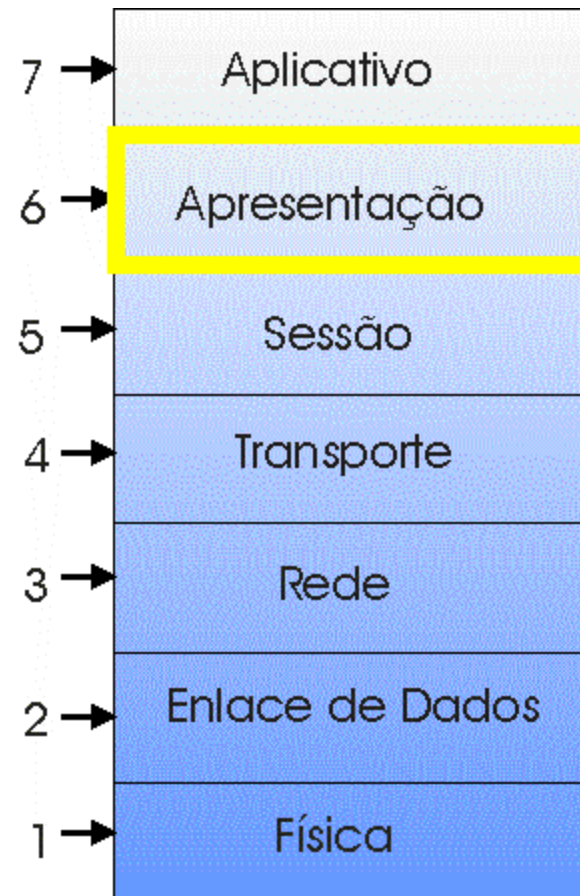 7 Aplicativo
6 Apresentação
5 Sessão
4 Transporte
3 Rede
2 Enlace de Dados
1 Física